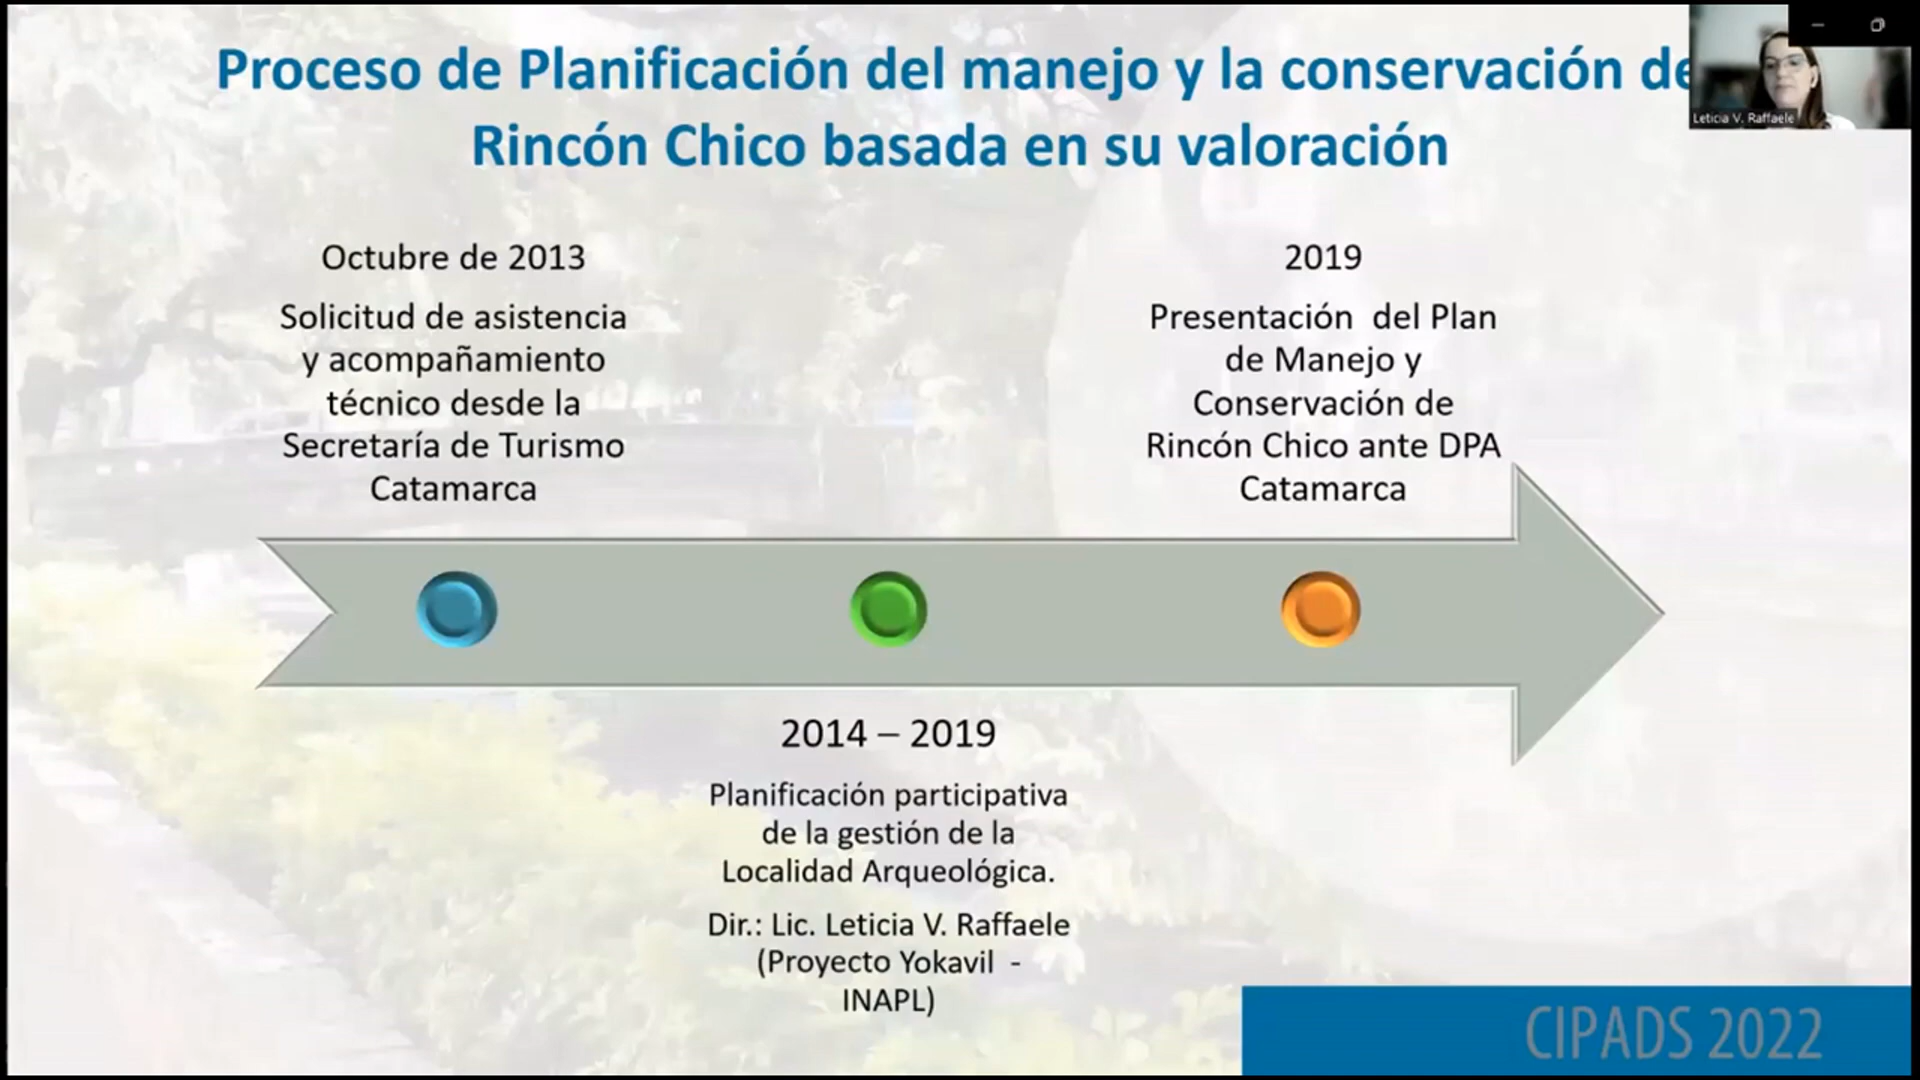 Proceso de Planificación del manejo y la conservación de
Rincón Chico basada en su valoración
Leticia V. Raffaele
Octubre de 2013
Solicitud de asistencia
y acompañamiento
técnico desde la
Secretaría de Turismo
Catamarca
2019
Presentación del Plan
de Manejo y
Conservación de
Rincón Chico ante DPA
Catamarca
2014 – 2019
Planificación participativa
de la gestión de la
Localidad Arqueológica.
Dir.: Lic. Leticia V. Raffaele
(Proyecto Yokavil -
INAPL)
CIPADS 2022